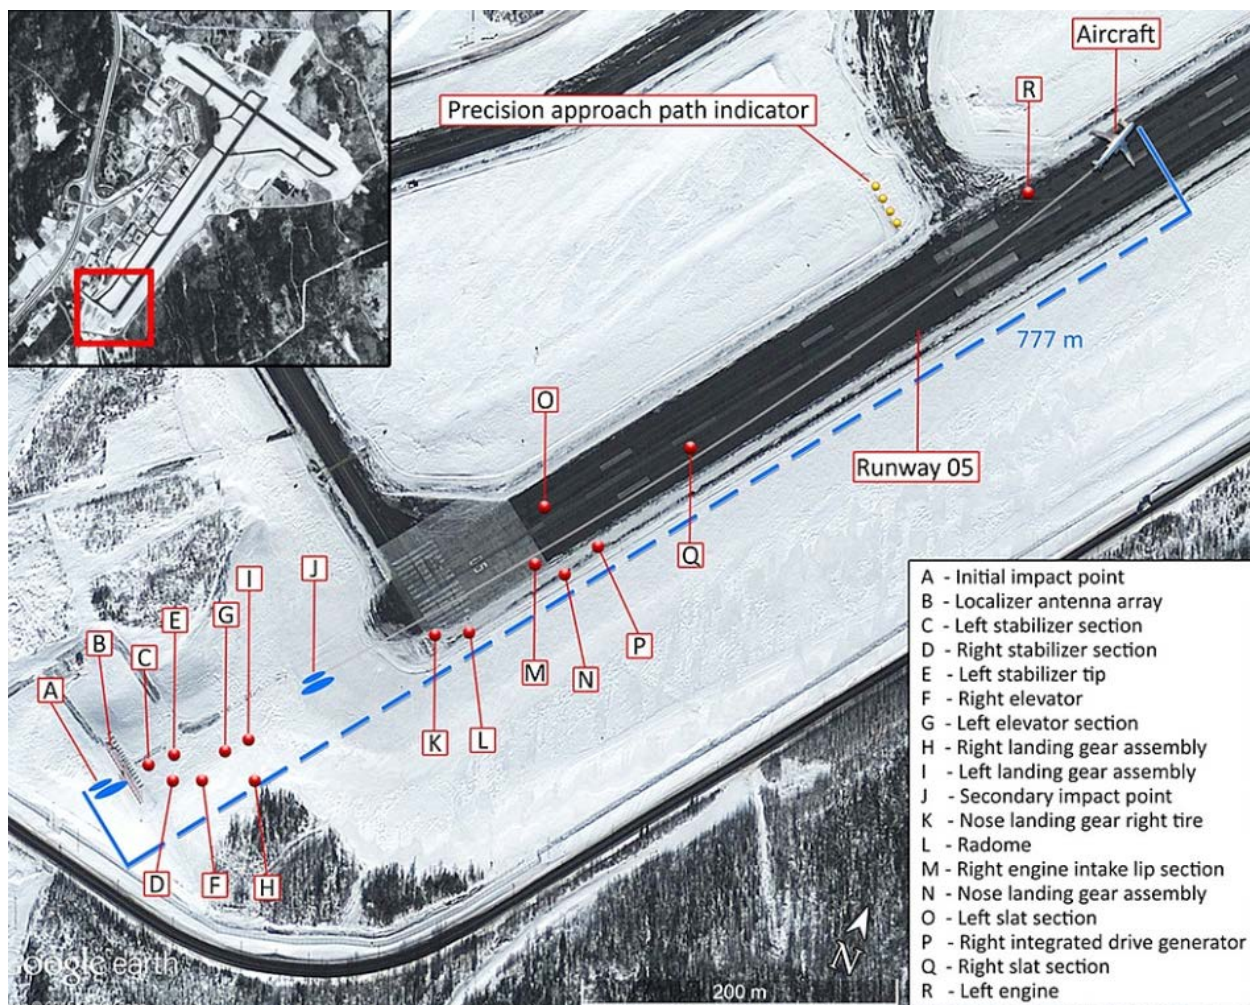 Aircraft
R
Precision approach path indicator
777 m
O
Runway 05
05
Q
J
I
G
E
P
B
C
M
N
A
K
L
D
F
H
A - Initial impact point
B - Localizer antenna array
C - Left stabilizer section
D - Right stabilizer section
E - Left stabilizer tip
F - Right elevator
G - Left elevator section
H - Right landing gear assembly
I - Left landing gear assembly
J - Secondary impact point
K - Nose landing gear right tire
L - Radome
M - Right engine intake lip section
N - Nose landing gear assembly
O - Left slat section
P - Right integrated drive generator
Q - Right slat section
R - Left engine
N
google earth
200 m